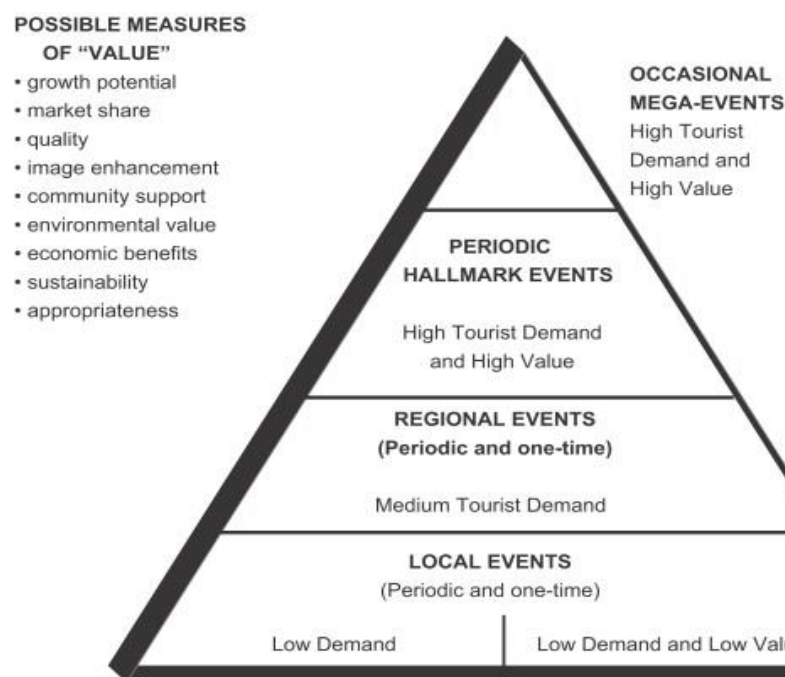 POSSIBLE MEASURES
OF “VALUE”
• growth potential
• market share
• quality
• image enhancement
• community support
• environmental value
• economic benefits
• sustainability
• appropriateness
OCCASIONAL
MEGA-EVENTS
High Tourist
Demand and
High Value
PERIODIC
HALLMARK EVENTS
High Tourist Demand
and High Value
REGIONAL EVENTS
(Periodic and one-time)
Medium Tourist Demand
LOCAL EVENTS
(Periodic and one-time)
Low Demand
Low Demand and Low